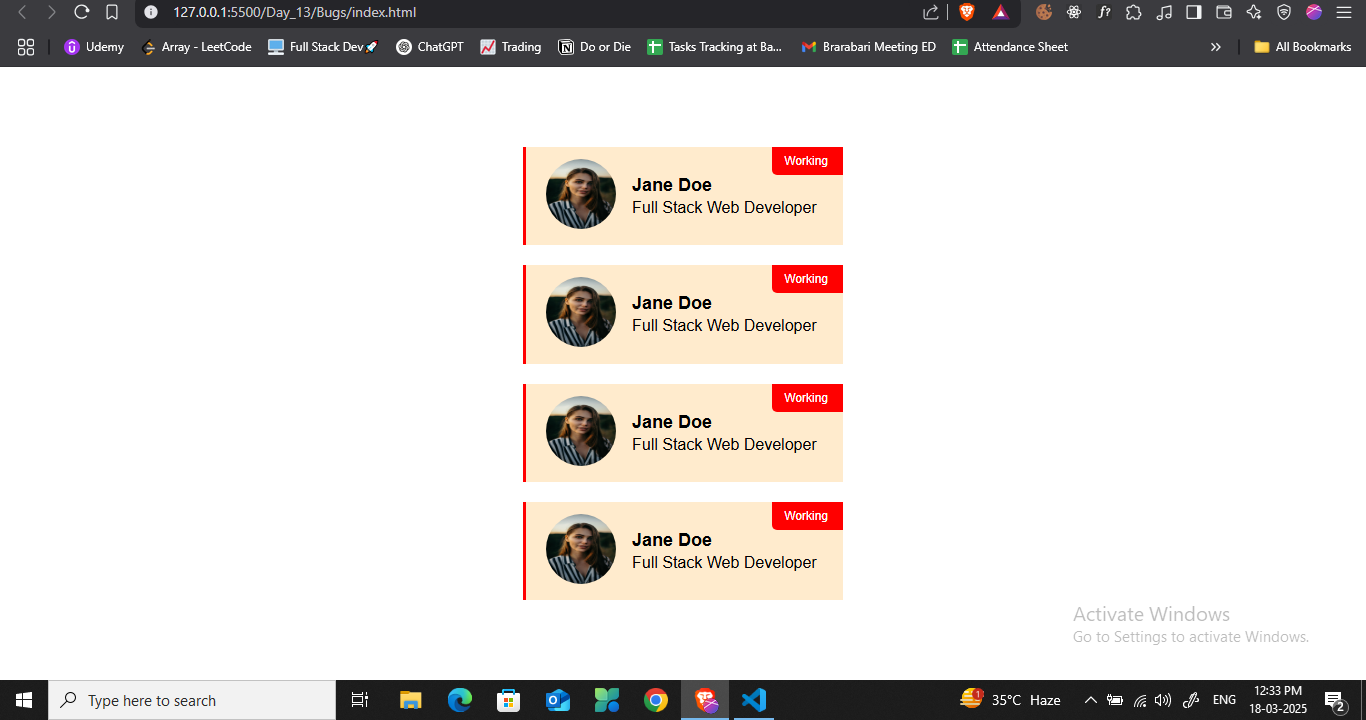 127.0.0.1:5500/Day_13/Bugs/index.html
Udemy Array - LeetCode Full Stack Dev🚀 ChatGPT Trading Do or Die Tasks Tracking at Ba... Brarabari Meeting ED Attendance Sheet » All Bookmarks
Working
Jane Doe
Full Stack Web Developer
Working
Jane Doe
Full Stack Web Developer
Working
Jane Doe
Full Stack Web Developer
Working
Jane Doe
Full Stack Web Developer
Activate Windows
Go to Settings to activate Windows.
Type here to search
1
35°C Haze
ENG
12:33 PM
18-03-2025
2